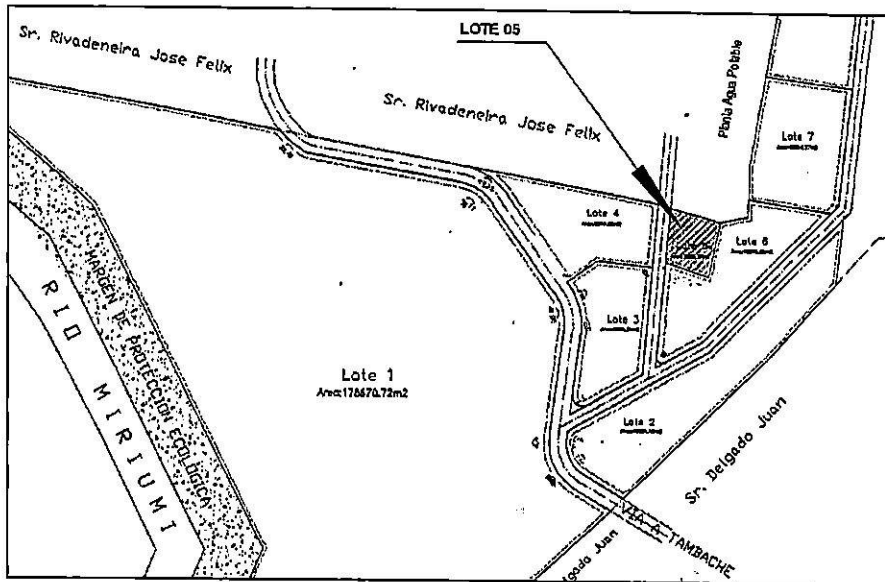 LOTE 05
Sr. Rivadeneira Jose Felix
Sr. Rivadeneira Jose Felix
Planta Agua Potable
Lote 7
Lote 4
Lote 6
Lote 3
Lote 1
Area:178670.72m2
Lote 2
MARGEN DE PROTECCION ECOLOGICA
RIO MIRIUMI
Sr. Delgado Juan
VIA A TAMBACHE
lgado Juan